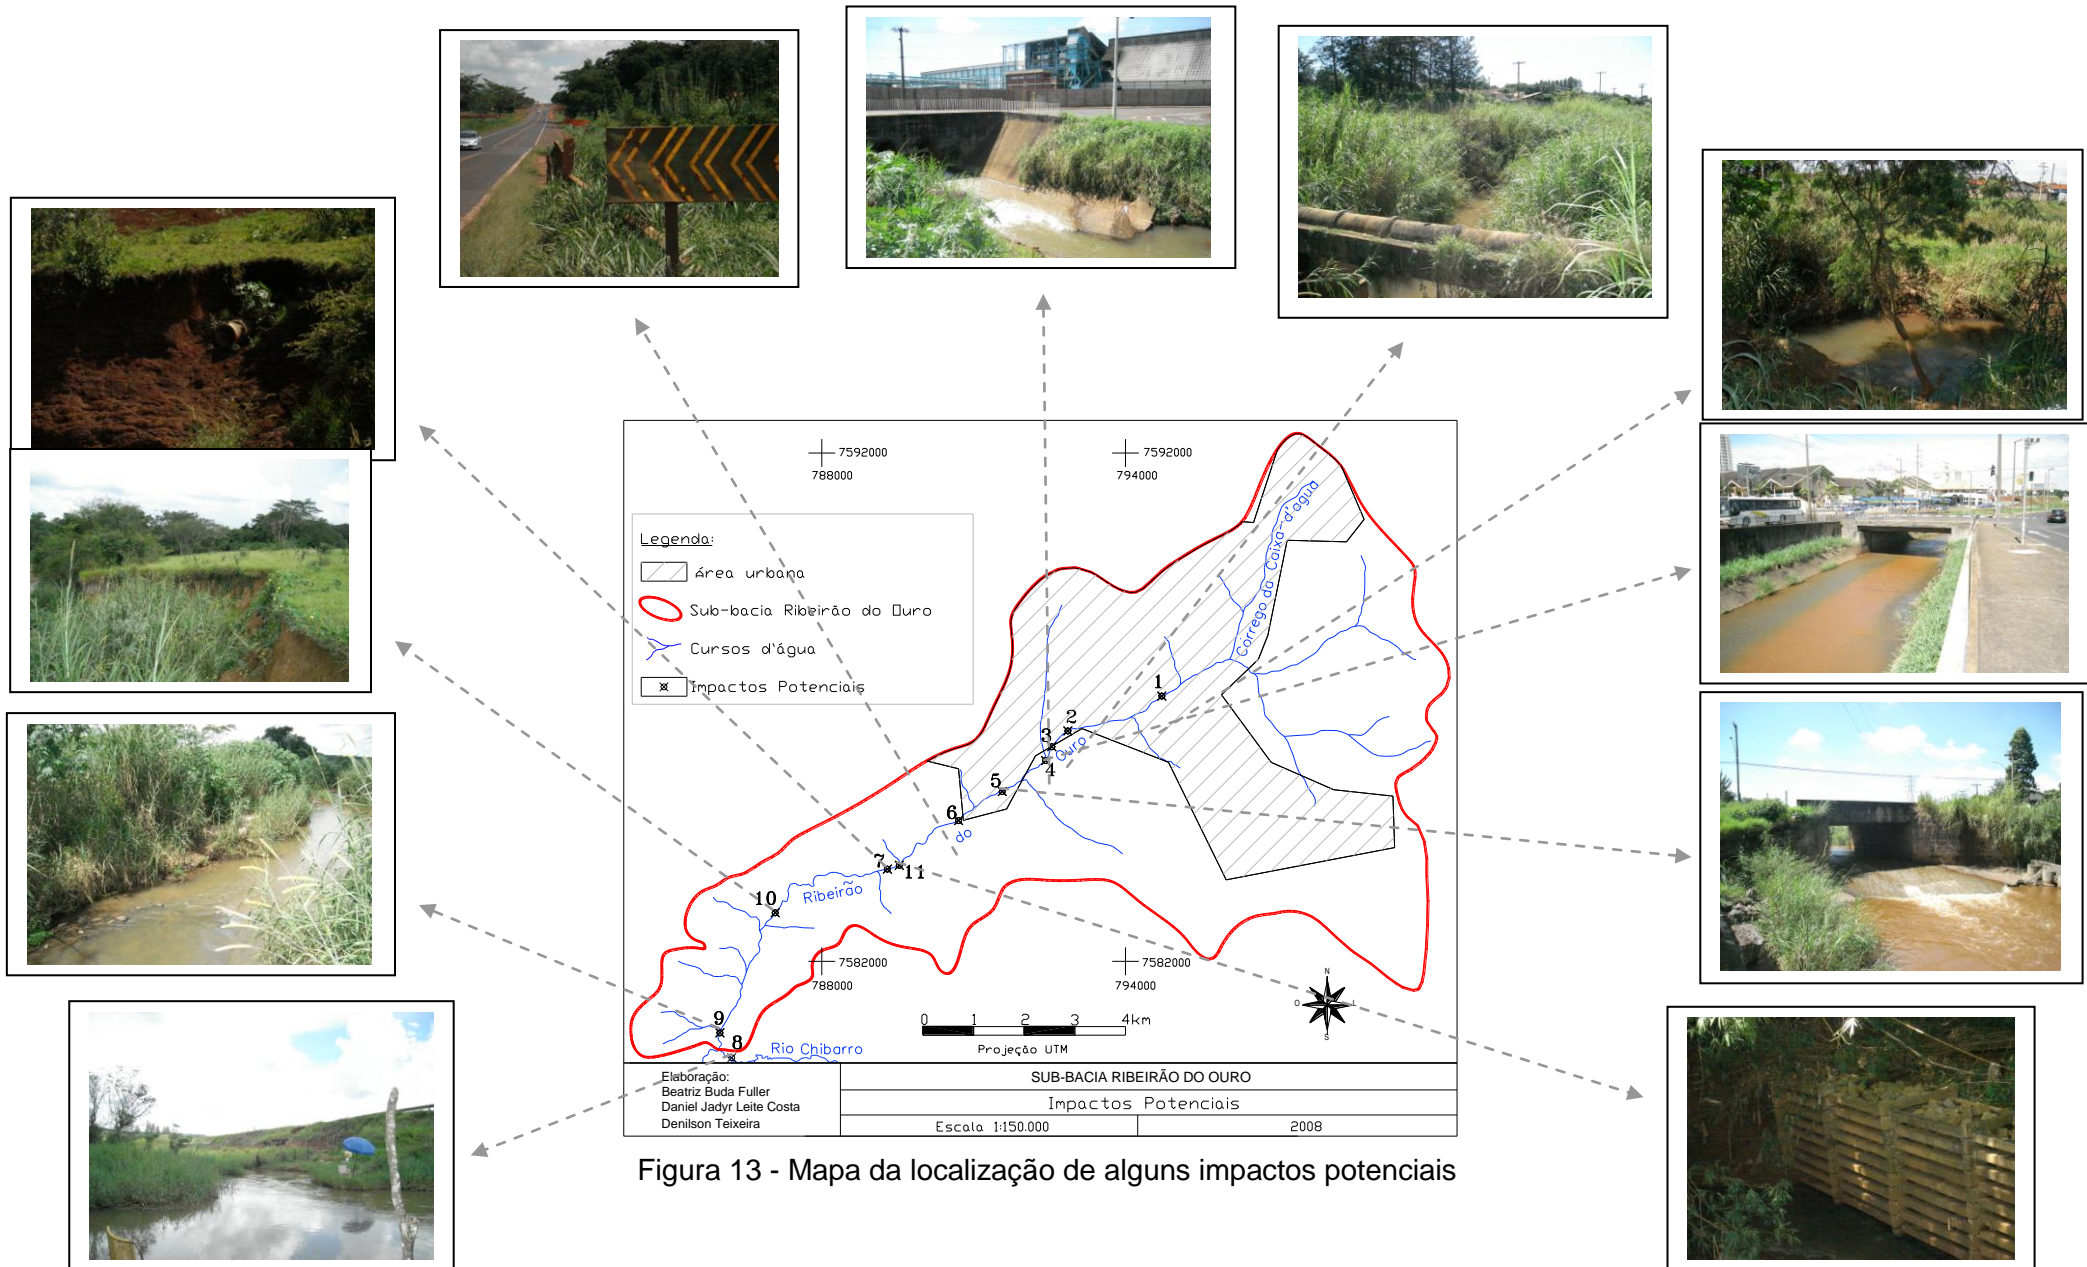 7592000
788000
7592000
794000
Legenda:
Área urbana
Sub-bacia Ribeirão do Ouro
Cursos d'água
Impactos Potenciais
Córrego da Caixa-d'agua
1
2
3
Ouro
4
5
6
do
7
11
Ribeirão
10
7582000
788000
7582000
794000
N
O
L
S
0 1 2 3 4km
Projeção UTM
9
8
Rio Chibarro
Elaboração:
Beatriz Buda Fuller
Daniel Jadyr Leite Costa
Denilson Teixeira
SUB-BACIA RIBEIRÃO DO OURO
Impactos Potenciais
Escala 1:150.000
2008
Figura 13 - Mapa da localização de alguns impactos potenciais